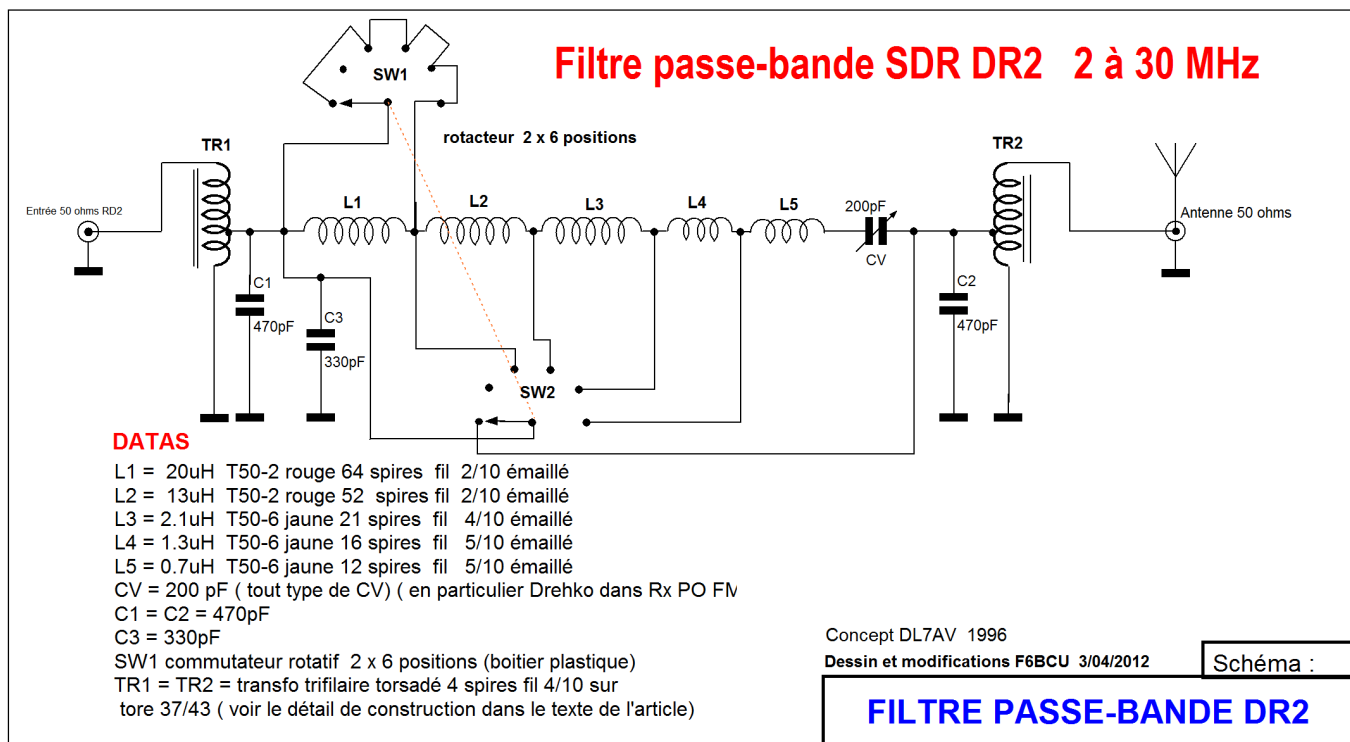 Filtre passe-bande SDR DR2 2 à 30 MHz
SW1
rotacteur 2 x 6 positions
TR1
TR2
Entrée 50 ohms RD2
L1
L2
L3
L4
L5
200pF
CV
Antenne 50 ohms
C1
470pF
C3
330pF
C2
470pF
SW2
DATAS
L1 = 20uH T50-2 rouge 64 spires fil 2/10 émaillé
L2 = 13uH T50-2 rouge 52 spires fil 2/10 émaillé
L3 = 2.1uH T50-6 jaune 21 spires fil 4/10 émaillé
L4 = 1.3uH T50-6 jaune 16 spires fil 5/10 émaillé
L5 = 0.7uH T50-6 jaune 12 spires fil 5/10 émaillé
CV = 200 pF ( tout type de CV) ( en particulier Drehko dans Rx PO FM
C1 = C2 = 470pF
C3 = 330pF
SW1 commutateur rotatif 2 x 6 positions (boitier plastique)
TR1 = TR2 = transfo trifilaire torsadé 4 spires fil 4/10 sur
tore 37/43 ( voir le détail de construction dans le texte de l'article)
Concept DL7AV 1996
Dessin et modifications F6BCU 3/04/2012
Schéma :
FILTRE PASSE-BANDE DR2